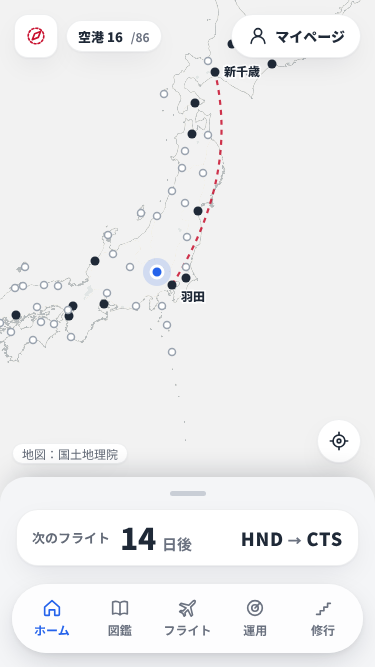 空港 16 /86
マイページ
新千歳
羽田
地図：国土地理院
次のフライト 14 日後 HND → CTS
ホーム 図鑑 フライト 運用 修行